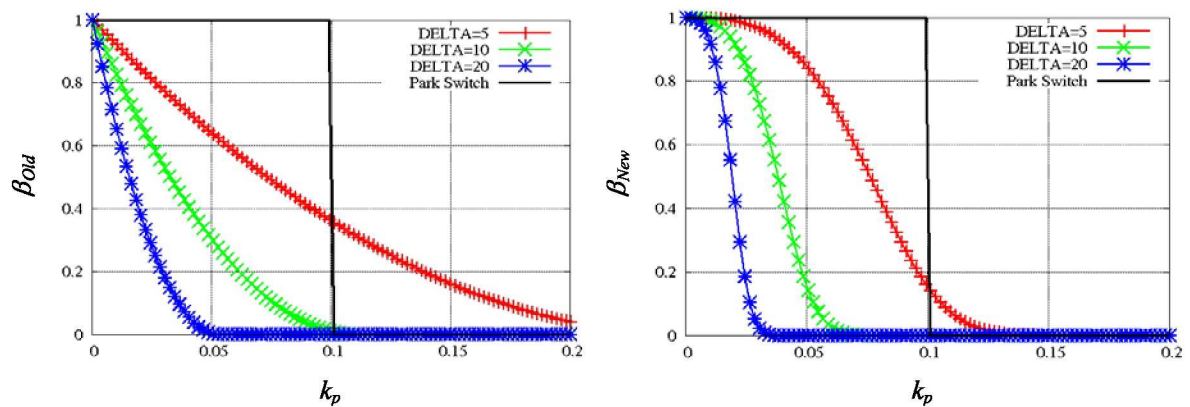 1
0.8
0.6
0.4
0.2
0
β_Old
DELTA=5
DELTA=10
DELTA=20
Park Switch
0 0.05 0.1 0.15 0.2
k_p
1
0.8
0.6
0.4
0.2
0
β_New
DELTA=5
DELTA=10
DELTA=20
Park Switch
0 0.05 0.1 0.15 0.2
k_p